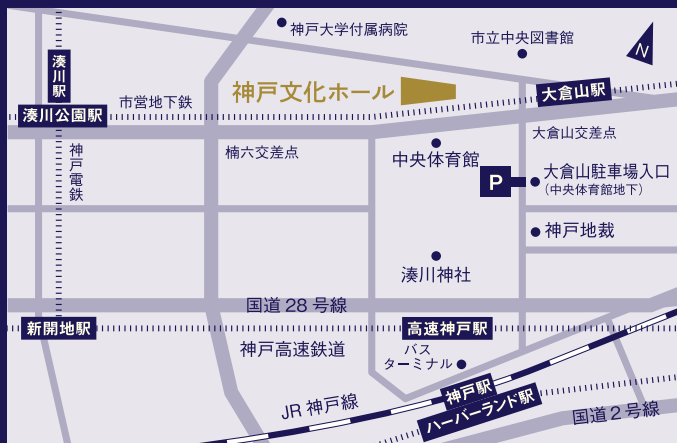 神戸大学付属病院
市立中央図書館
N
湊川駅
神戸文化ホール
大倉山駅
市営地下鉄
湊川公園駅
大倉山交差点
神戸電鉄
楠六交差点
中央体育館
P
大倉山駐車場入口
(中央体育館地下)
神戸地裁
湊川神社
国道28号線
新開地駅
高速神戸駅
神戸高速鉄道
バス
ターミナル
神戸駅
ハーバーランド駅
JR 神戸線
国道2号線